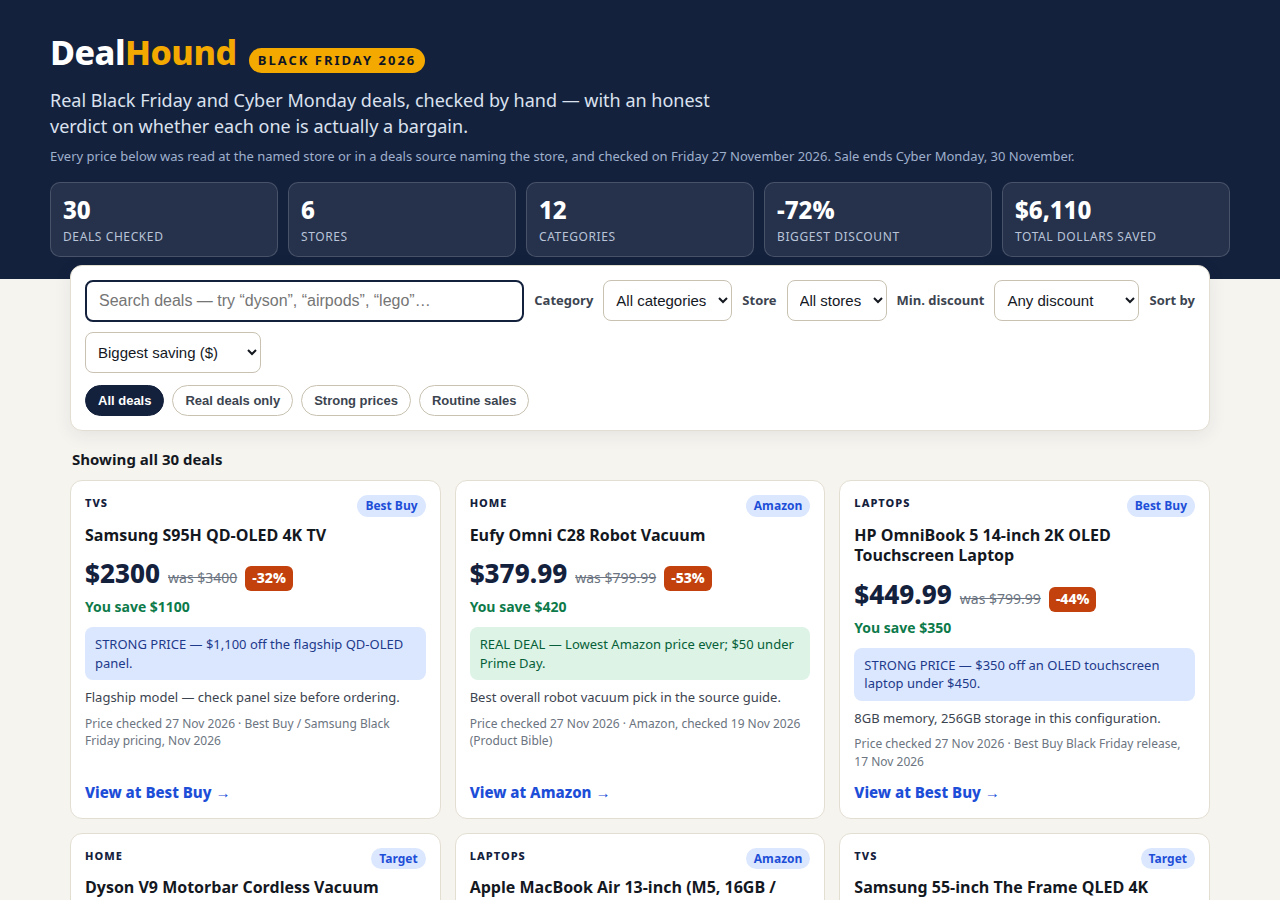 DealHound BLACK FRIDAY 2026
Real Black Friday and Cyber Monday deals, checked by hand — with an honest
verdict on whether each one is actually a bargain.
Every price below was read at the named store or in a deals source naming the store, and checked on Friday 27 November 2026. Sale ends Cyber Monday, 30 November.
30
DEALS CHECKED
6
STORES
12
CATEGORIES
-72%
BIGGEST DISCOUNT
$6,110
TOTAL DOLLARS SAVED
Search deals — try “dyson”, “airpods”, “lego”…
Category
All categories
Store
All stores
Min. discount
Any discount
Sort by
Biggest saving ($)
All deals
Real deals only
Strong prices
Routine sales
Showing all 30 deals
TVS
Best Buy
Samsung S95H QD-OLED 4K TV
$2300 was $3400 -32%
You save $1100
STRONG PRICE — $1,100 off the flagship QD-OLED
panel.
Flagship model — check panel size before ordering.
Price checked 27 Nov 2026 · Best Buy / Samsung Black
Friday pricing, Nov 2026
View at Best Buy →
HOME
Amazon
Eufy Omni C28 Robot Vacuum
$379.99 was $799.99 -53%
You save $420
REAL DEAL — Lowest Amazon price ever; $50 under
Prime Day.
Best overall robot vacuum pick in the source guide.
Price checked 27 Nov 2026 · Amazon, checked 19 Nov 2026
(Product Bible)
View at Amazon →
LAPTOPS
Best Buy
HP OmniBook 5 14-inch 2K OLED
Touchscreen Laptop
$449.99 was $799.99 -44%
You save $350
STRONG PRICE — $350 off an OLED touchscreen
laptop under $450.
8GB memory, 256GB storage in this configuration.
Price checked 27 Nov 2026 · Best Buy Black Friday release,
17 Nov 2026
View at Best Buy →
HOME
Target
Dyson V9 Motorbar Cordless Vacuum
LAPTOPS
Amazon
Apple MacBook Air 13-inch (M5, 16GB /
TVS
Target
Samsung 55-inch The Frame QLED 4K